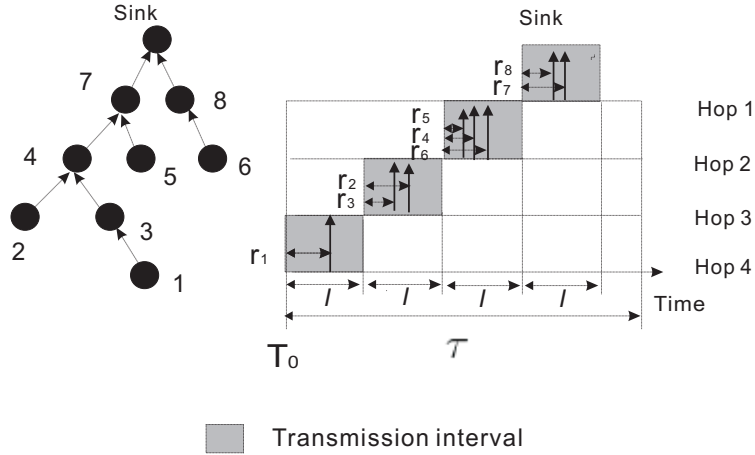 Sink
Sink
7
8
4
5
6
2
3
1
r8
r7
r5
r4
r6
r2
r3
r1
Hop 1
Hop 2
Hop 3
Hop 4
l l l l
Time
T0
τ
Transmission interval